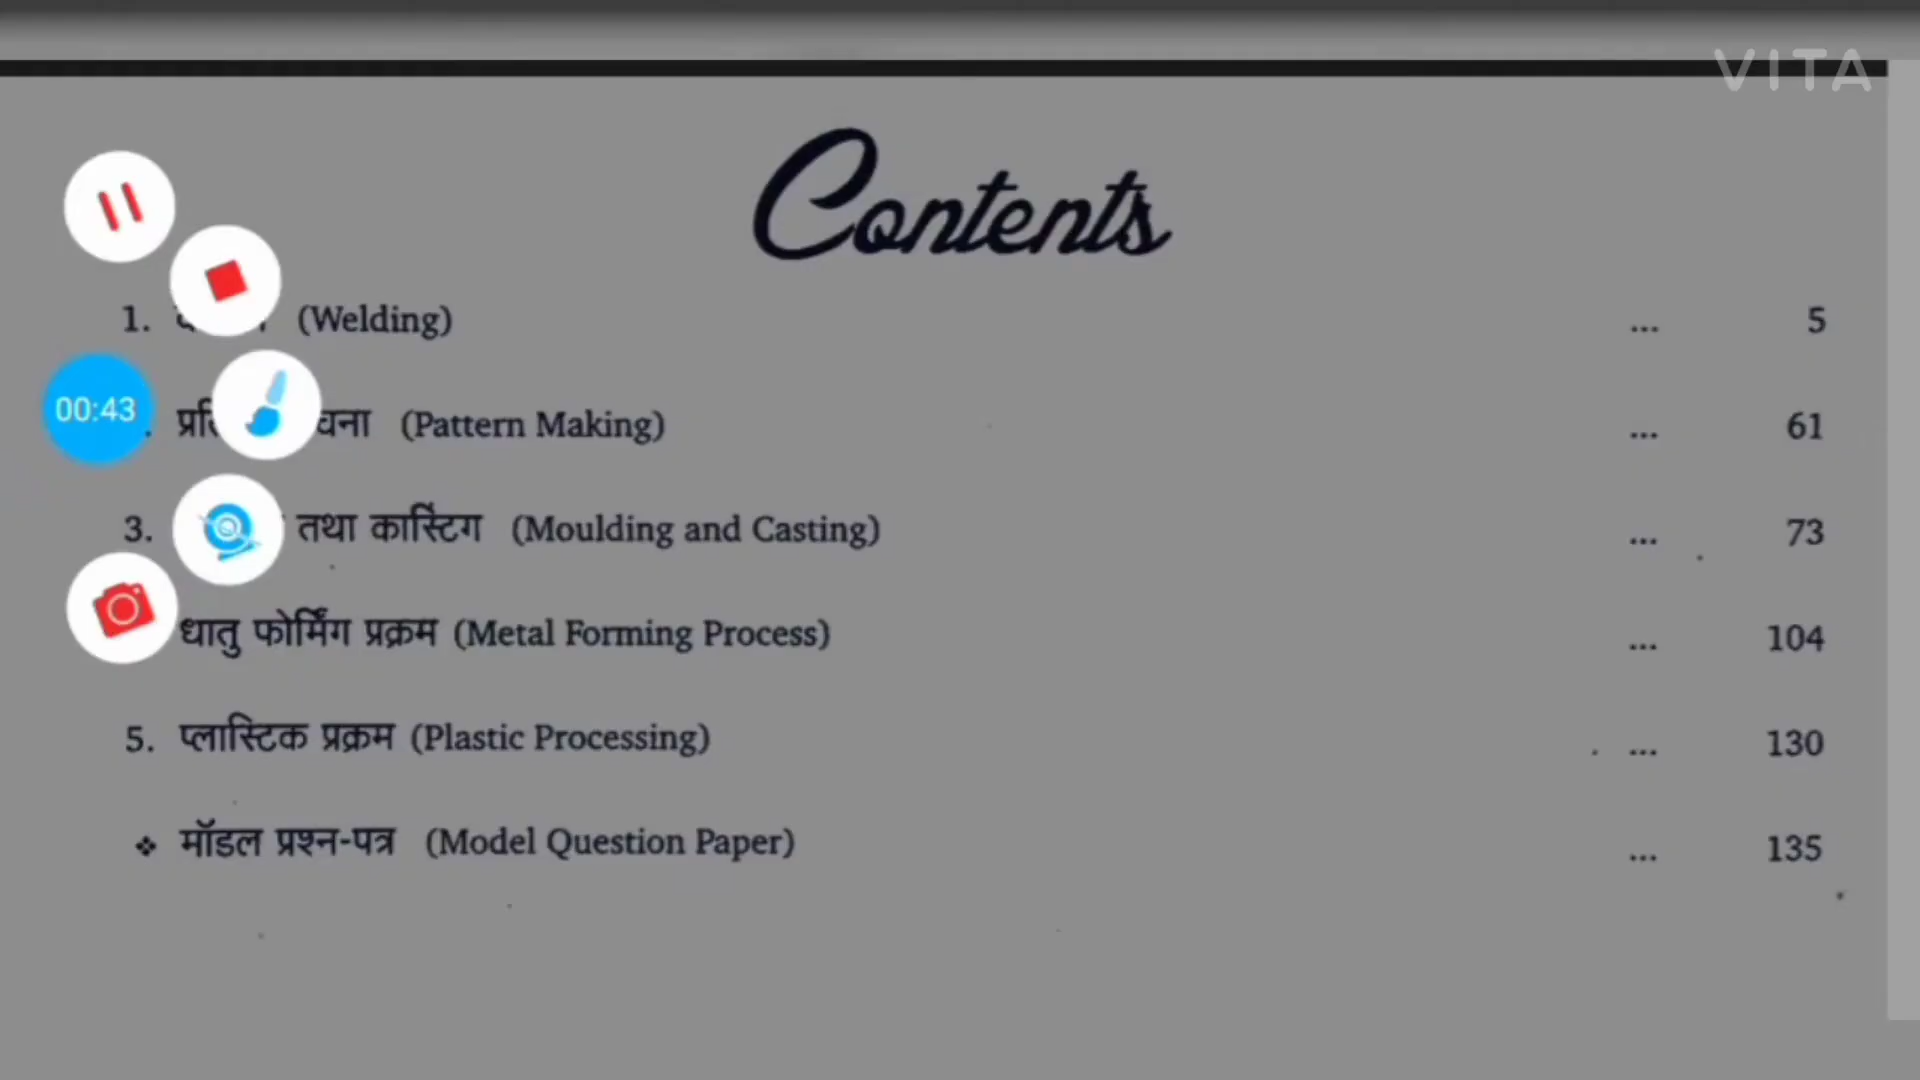 VITA
Contents
1. (Welding) ... 5
00:43
(Pattern Making) ... 61
3. तथा कास्टिंग (Moulding and Casting) ... 73
धातु फोर्मिंग प्रक्रम (Metal Forming Process) ... 104
5. प्लास्टिक प्रक्रम (Plastic Processing) ... 130
❖ मॉडल प्रश्न-पत्र (Model Question Paper) ... 135